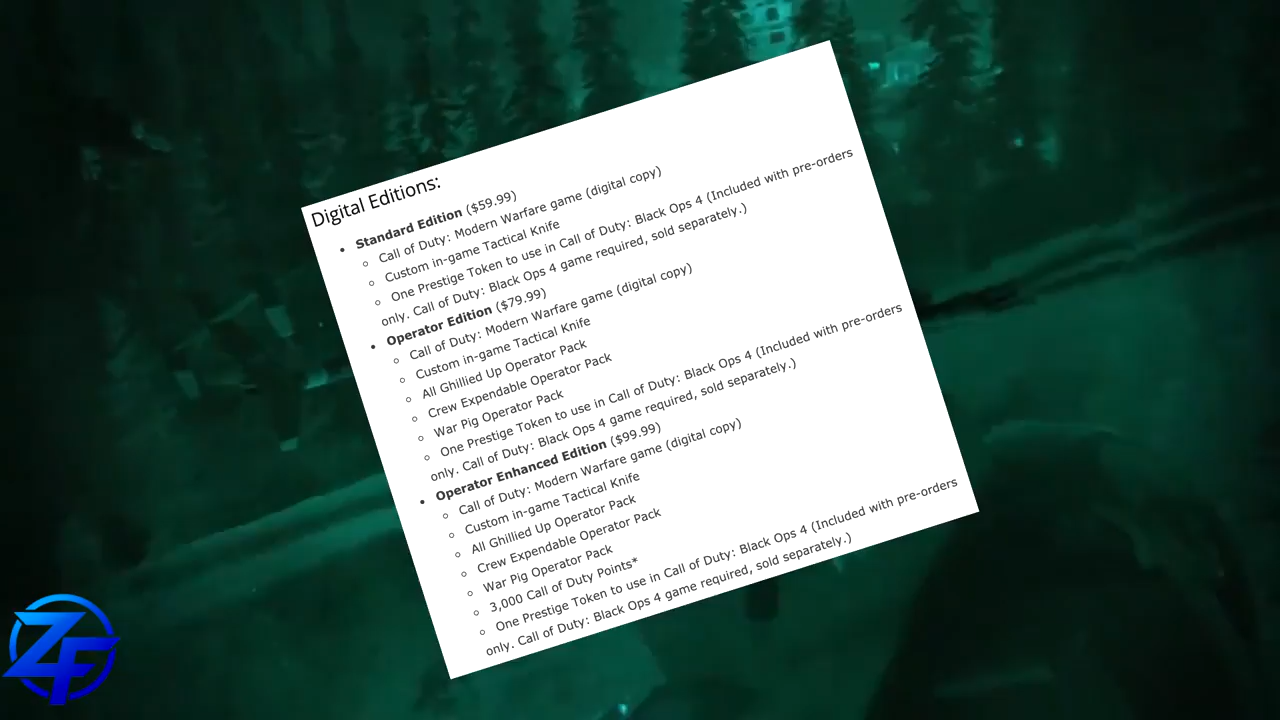 Digital Editions:
• Standard Edition ($59.99)
○ Call of Duty: Modern Warfare game (digital copy)
○ Custom in-game Tactical Knife
○ One Prestige Token to use in Call of Duty: Black Ops 4 (Included with pre-orders
only. Call of Duty: Black Ops 4 game required, sold separately.)
• Operator Edition ($79.99)
○ Call of Duty: Modern Warfare game (digital copy)
○ Custom in-game Tactical Knife
○ All Ghillied Up Operator Pack
○ Crew Expendable Operator Pack
○ War Pig Operator Pack
○ One Prestige Token to use in Call of Duty: Black Ops 4 (Included with pre-orders
only. Call of Duty: Black Ops 4 game required, sold separately.)
• Operator Enhanced Edition ($99.99)
○ Call of Duty: Modern Warfare game (digital copy)
○ Custom in-game Tactical Knife
○ All Ghillied Up Operator Pack
○ Crew Expendable Operator Pack
○ War Pig Operator Pack
○ 3,000 Call of Duty Points*
○ One Prestige Token to use in Call of Duty: Black Ops 4 (Included with pre-orders
only. Call of Duty: Black Ops 4 game required, sold separately.)
ZF